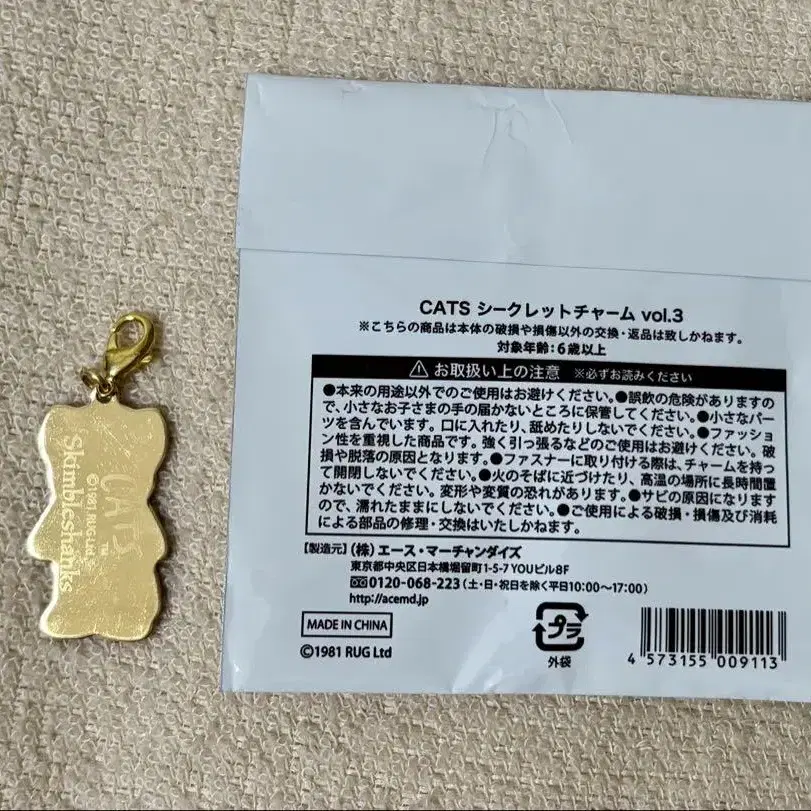 CATS™
©1981 RUG Ltd
Skimbleshanks
CATS シークレットチャーム vol.3
※こちらの商品は本体の破損や損傷以外の交換・返品は致しかねます。
対象年齢：6歳以上
お取扱い上の注意 ※必ずお読みください
●本来の用途以外でのご使用はお避けください。●誤飲の危険がありますの
で、小さなお子さまの手の届かないところに保管してください。●小さなパー
ツを含んでいます。口に入れたり、舐めたりしないでください。●ファッショ
ン性を重視した商品です。強く引っ張るなどのご使用はお避けください。破
損や脱落の原因となります。●ファスナーに取り付ける際は、チャームを持っ
て開閉しないでください。●火のそばに近づけたり、高温の場所に長時間置
かないでください。変形や変質の恐れがあります。●サビの原因になります
ので、濡れたままにしないでください。●ご使用による破損・損傷及び消耗
による部品の修理・交換はいたしかねます。
【製造元】（株）エース・マーチャンダイズ
東京都中央区日本橋堀留町1-5-7 YOUビル8F
0120-068-223（土・日・祝日を除く平日10:00〜17:00）
http://acemd.jp
MADE IN CHINA
©1981 RUG Ltd
プラ
外袋
4 573155 009113